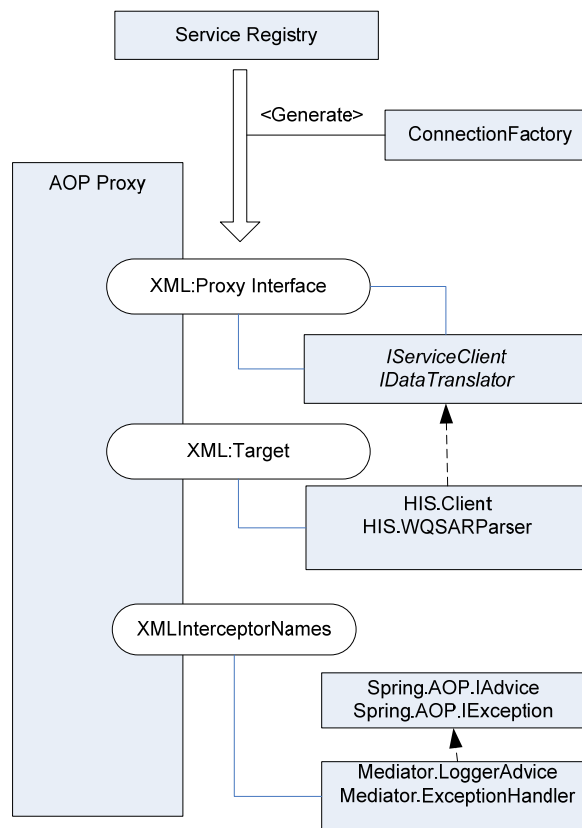 Service Registry
<Generate>
ConnectionFactory
AOP Proxy
XML:Proxy Interface
IServiceClient
IDataTranslator
XML:Target
HIS.Client
HIS.WQSARParser
XMLInterceptorNames
Spring.AOP.IAdvice
Spring.AOP.IException
Mediator.LoggerAdvice
Mediator.ExceptionHandler